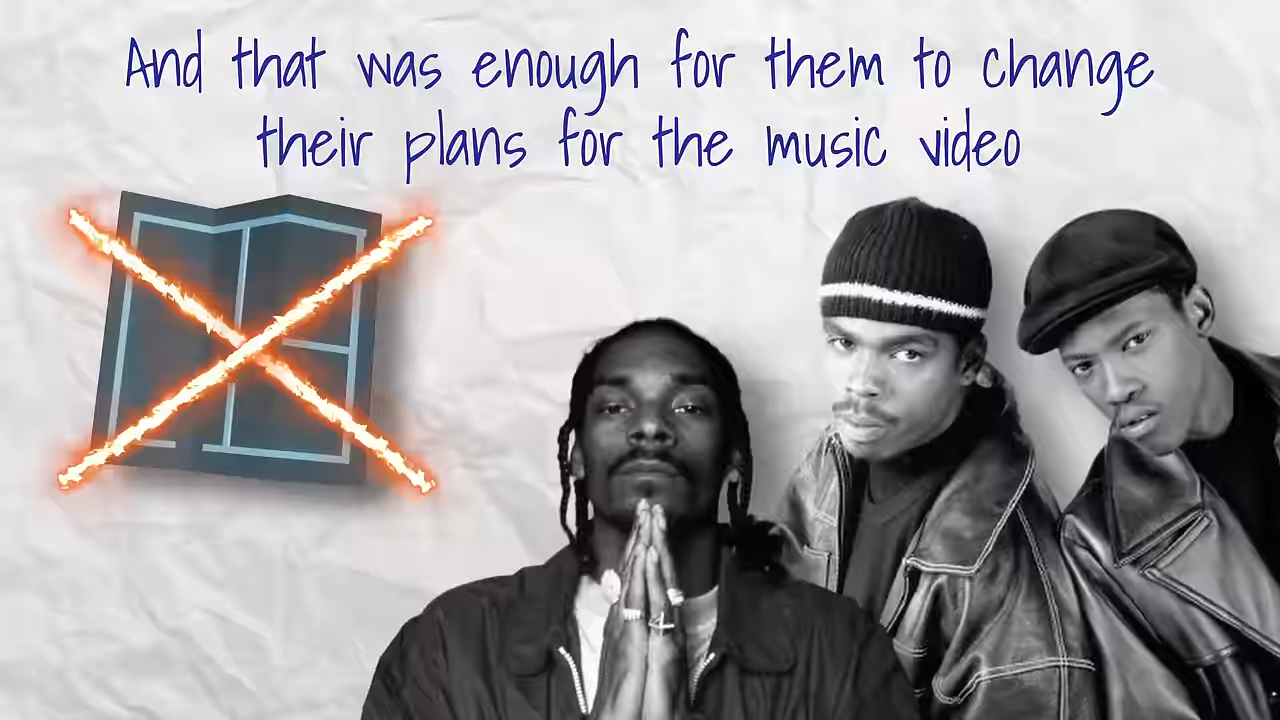 And that was enough for them to change
their plans for the music video